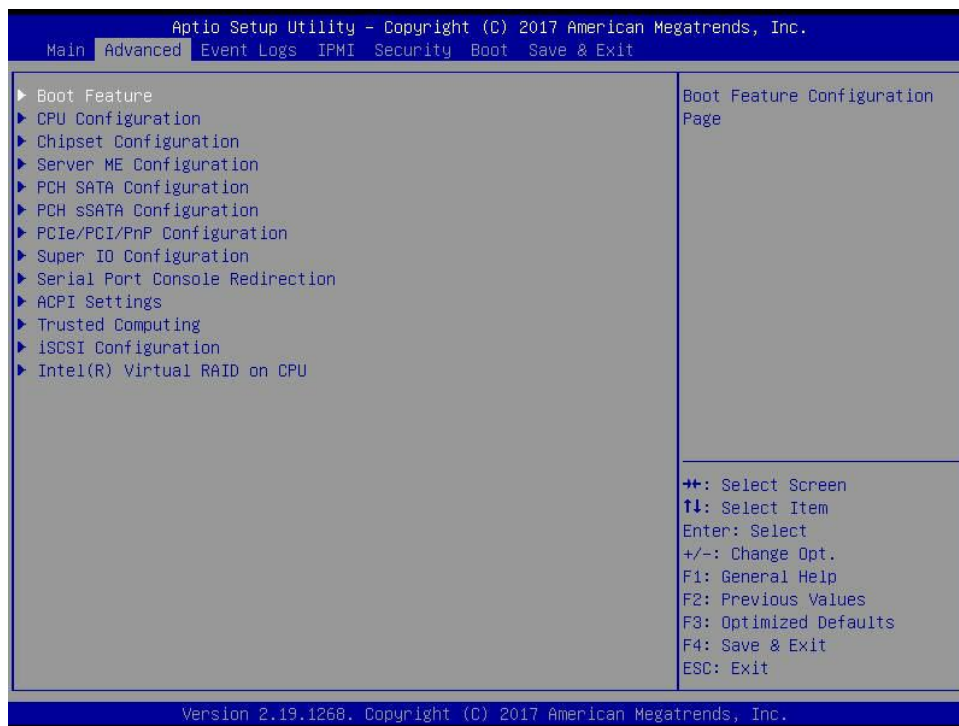 Aptio Setup Utility – Copyright (C) 2017 American Megatrends, Inc.
Main Advanced Event Logs IPMI Security Boot Save & Exit
Boot Feature
CPU Configuration
Chipset Configuration
Server ME Configuration
PCH SATA Configuration
PCH sSATA Configuration
PCIe/PCI/PnP Configuration
Super IO Configuration
Serial Port Console Redirection
ACPI Settings
Trusted Computing
iSCSI Configuration
Intel(R) Virtual RAID on CPU
Boot Feature Configuration
Page
→←: Select Screen
↑↓: Select Item
Enter: Select
+/-: Change Opt.
F1: General Help
F2: Previous Values
F3: Optimized Defaults
F4: Save & Exit
ESC: Exit
Version 2.19.1268. Copyright (C) 2017 American Megatrends, Inc.